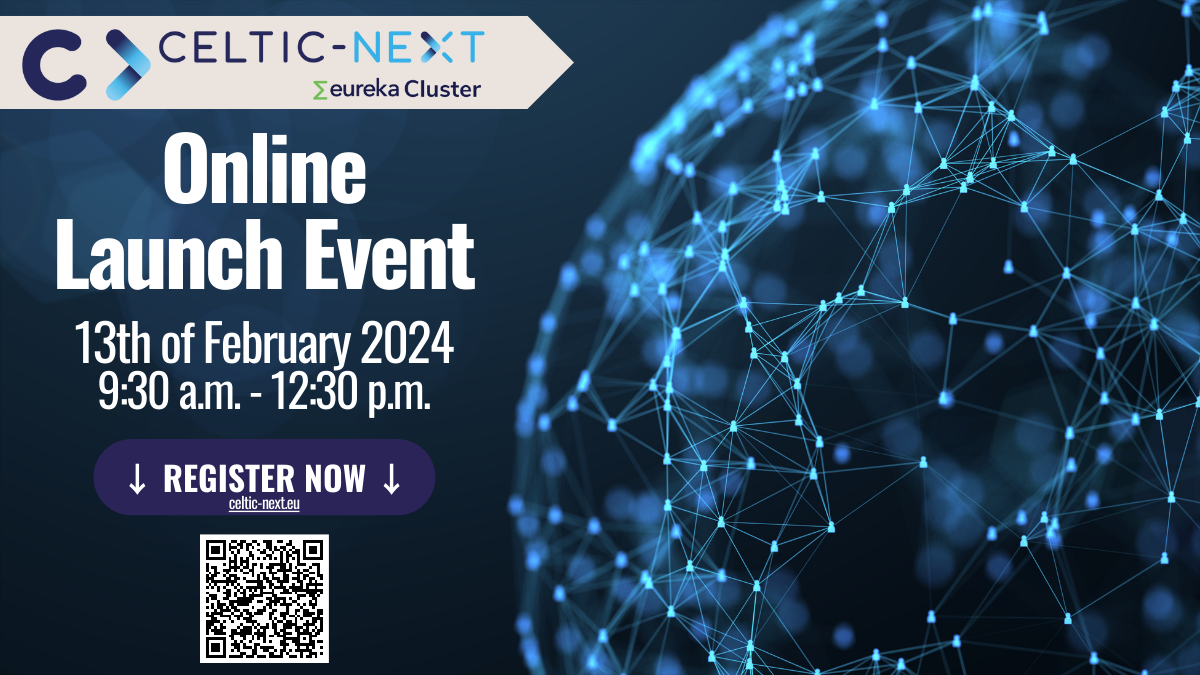 CELTIC-NEXT
eureka Cluster
Online
Launch Event
13th of February 2024
9:30 a.m. - 12:30 p.m.
↓ REGISTER NOW ↓
celtic-next.eu